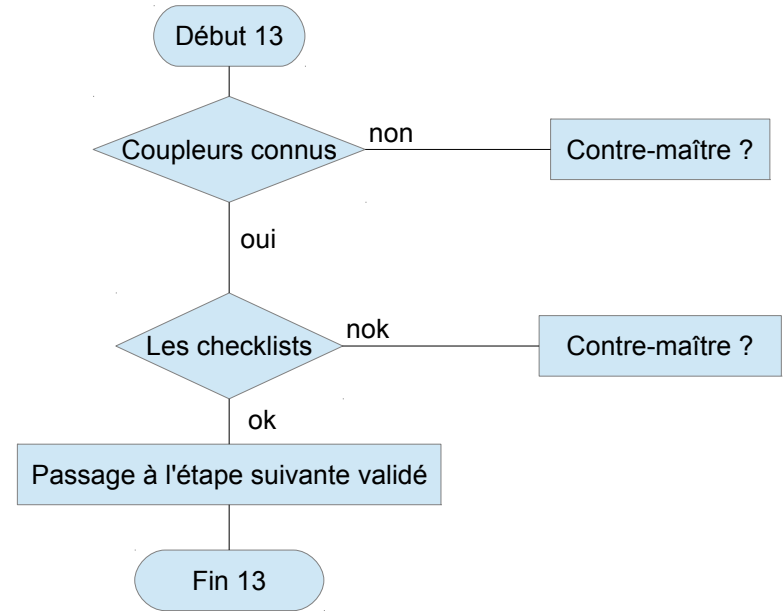 Début 13
Coupleurs connus
non
Contre-maître ?
oui
Les checklists
nok
Contre-maître ?
ok
Passage à l'étape suivante validé
Fin 13